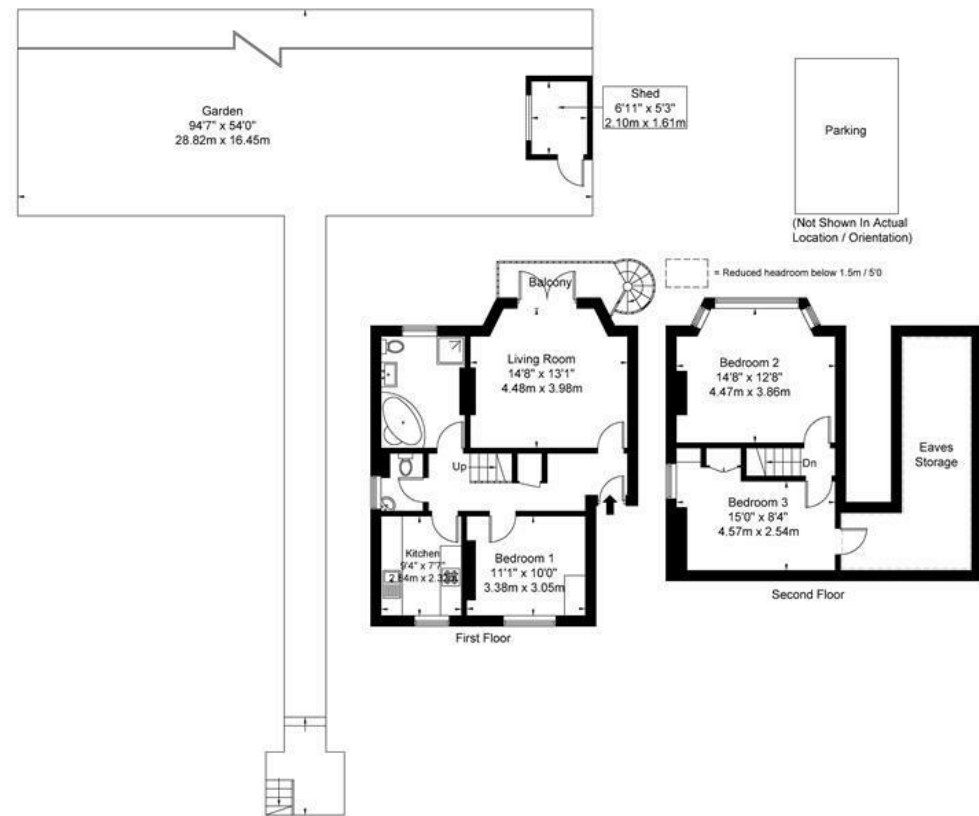 Garden
94'7" x 54'0"
28.82m x 16.45m
Shed
6'11" x 5'3"
2.10m x 1.61m
Parking
(Not Shown In Actual
Location / Orientation)
= Reduced headroom below 1.5m / 5'0
Balcony
Living Room
14'8" x 13'1"
4.48m x 3.98m
Up
Kitchen
9'4" x 7'7"
Bedroom 1
11'1" x 10'0"
3.38m x 3.05m
First Floor
Bedroom 2
14'8" x 12'8"
4.47m x 3.86m
Dn
Bedroom 3
15'0" x 8'4"
4.57m x 2.54m
Eaves
Storage
Second Floor